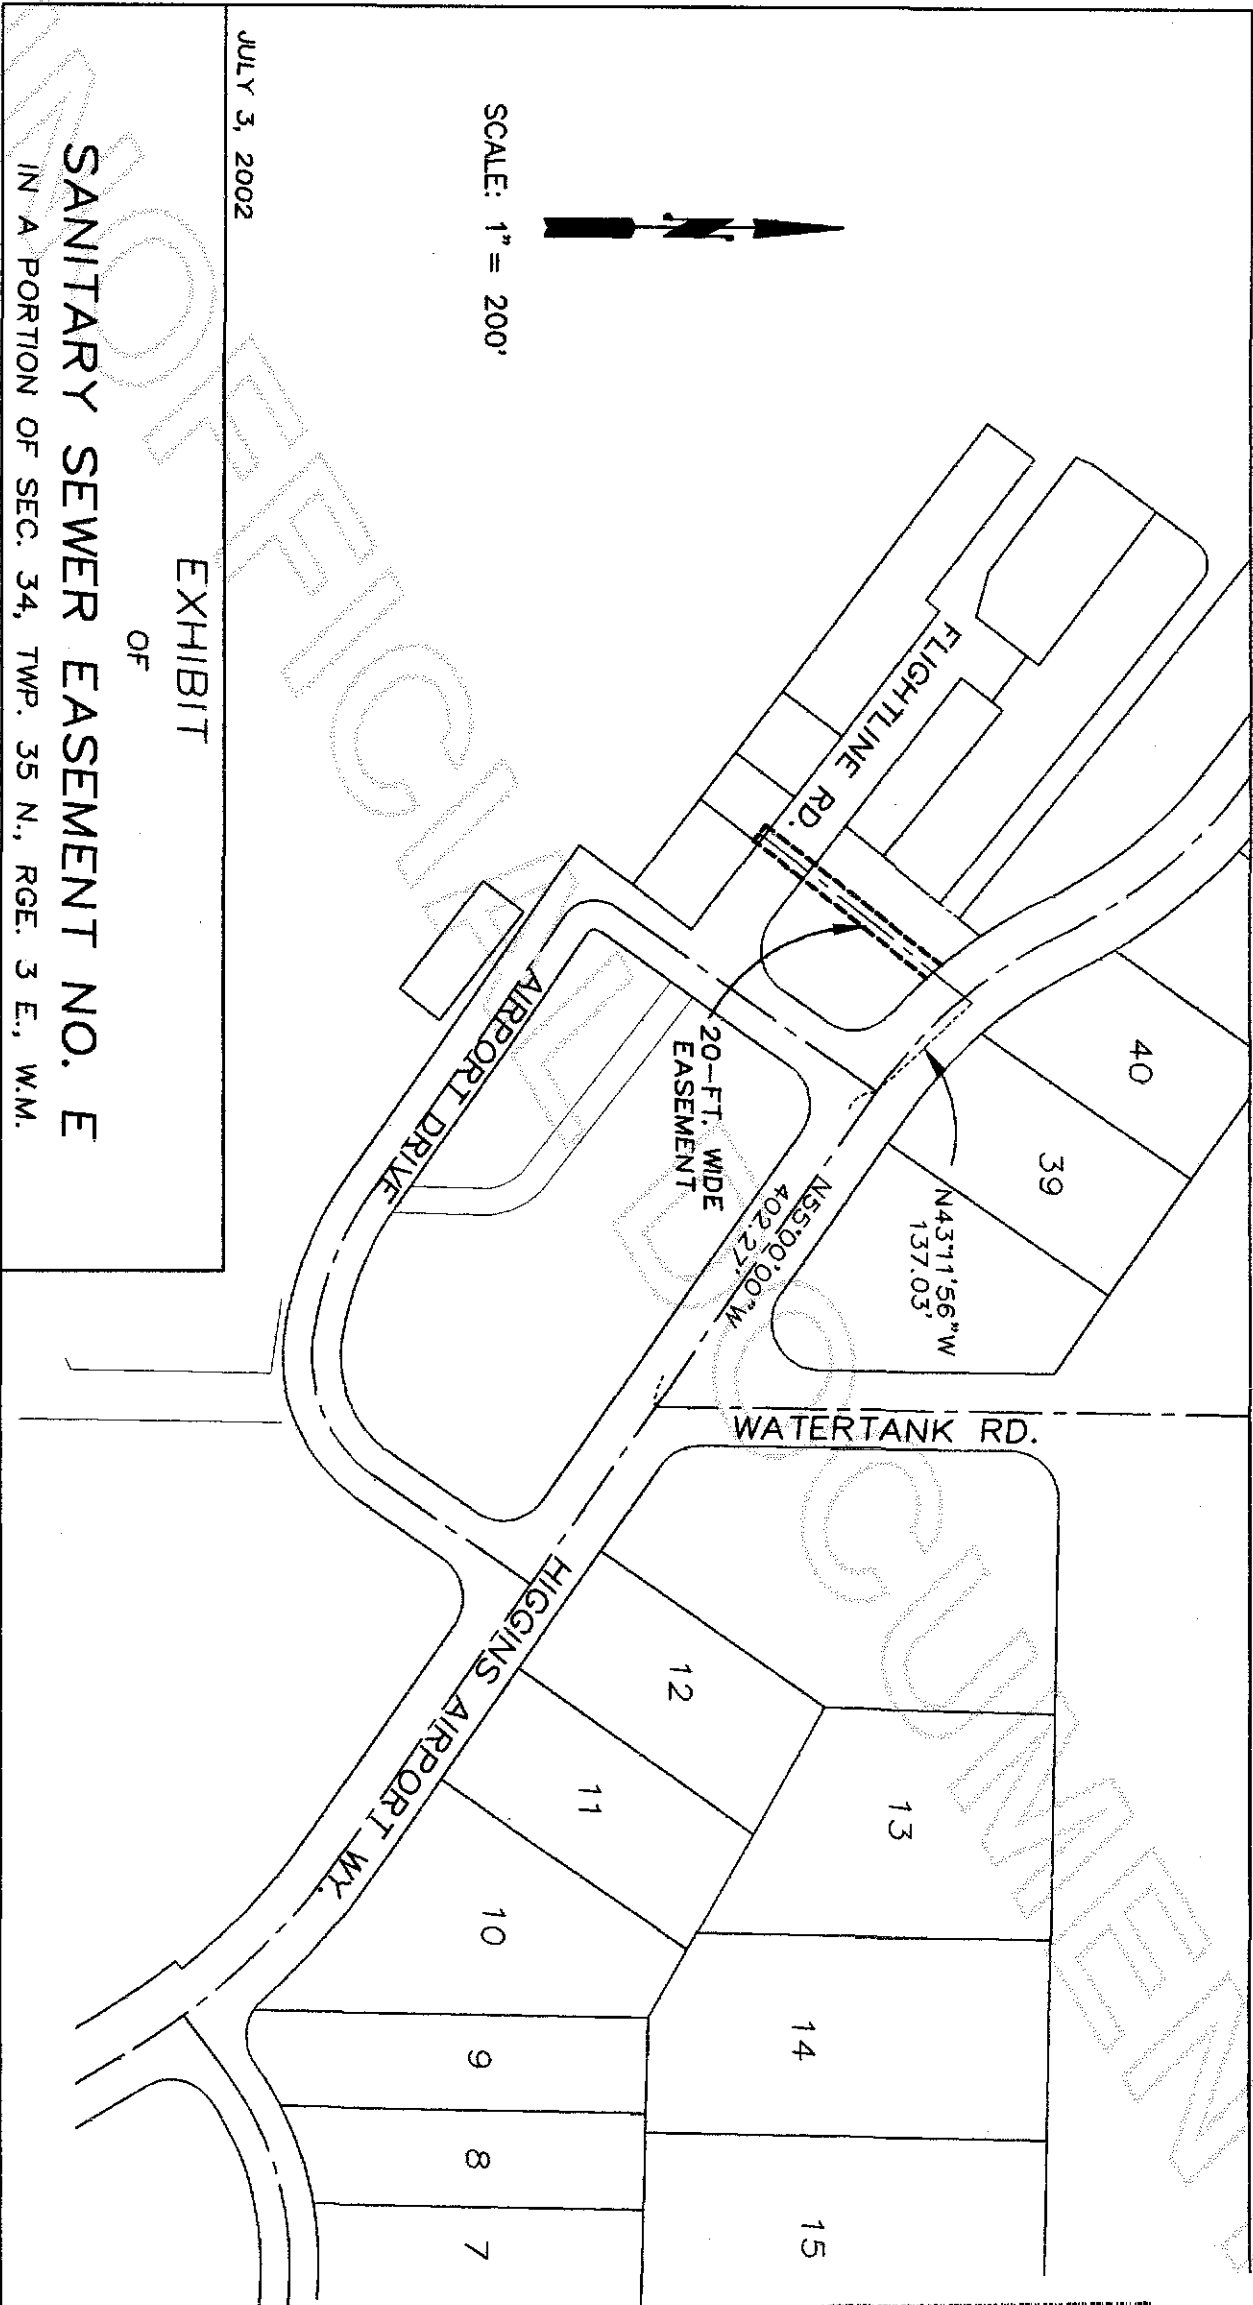 40
39
N43°11'56"W
137.03'
FLIGHTLINE RD.
20-FT. WIDE
EASEMENT
N55°00'00"W
402.27'
WATERTANK RD.
AIRPORT DRIVE
HIGGINS AIRPORT WY.
12
11
10
13
14
15
9
8
7
SCALE: 1" = 200'
JULY 3, 2002
EXHIBIT
OF
SANITARY SEWER EASEMENT NO. E
IN A PORTION OF SEC. 34, TWP. 35 N., RGE. 3 E., W.M.
UNOFFICIAL DOCUMENT